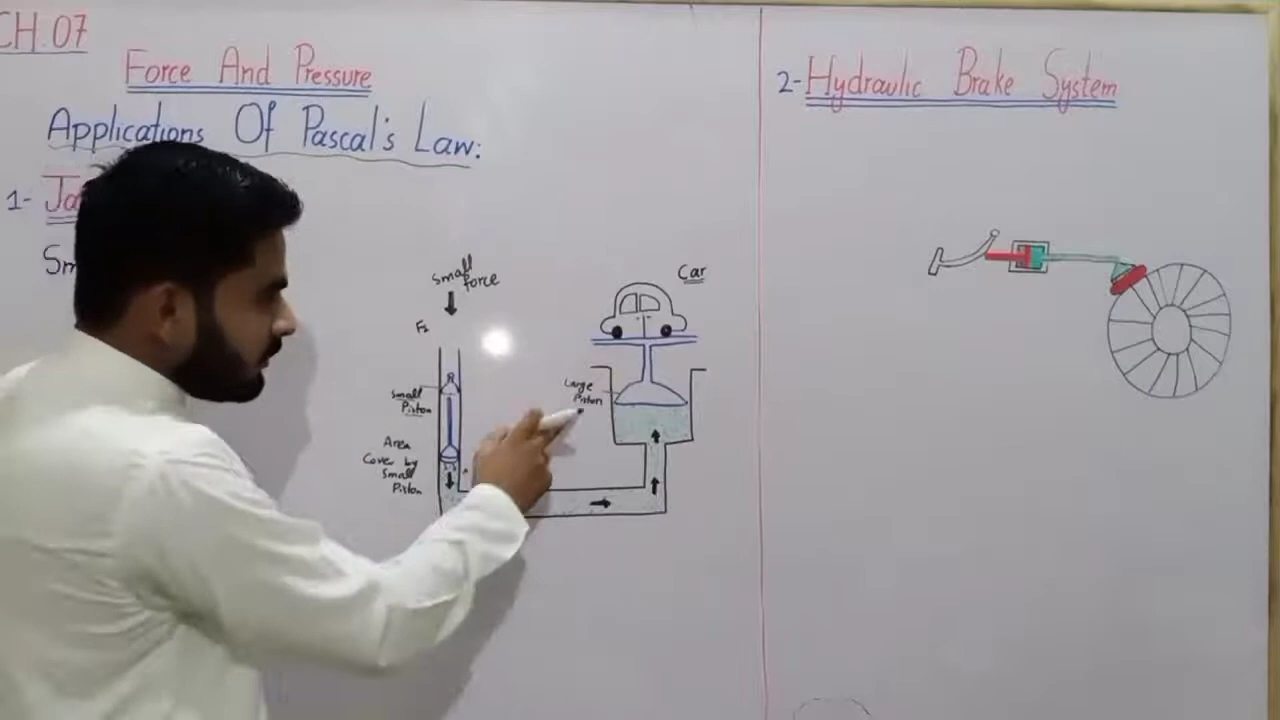 CH.07
Force And Pressure
Applications Of Pascal's Law:
1-
small force
F₁
Small Piston
Area Cover by Small Piston
Large Piston
Car
2- Hydraulic Brake System